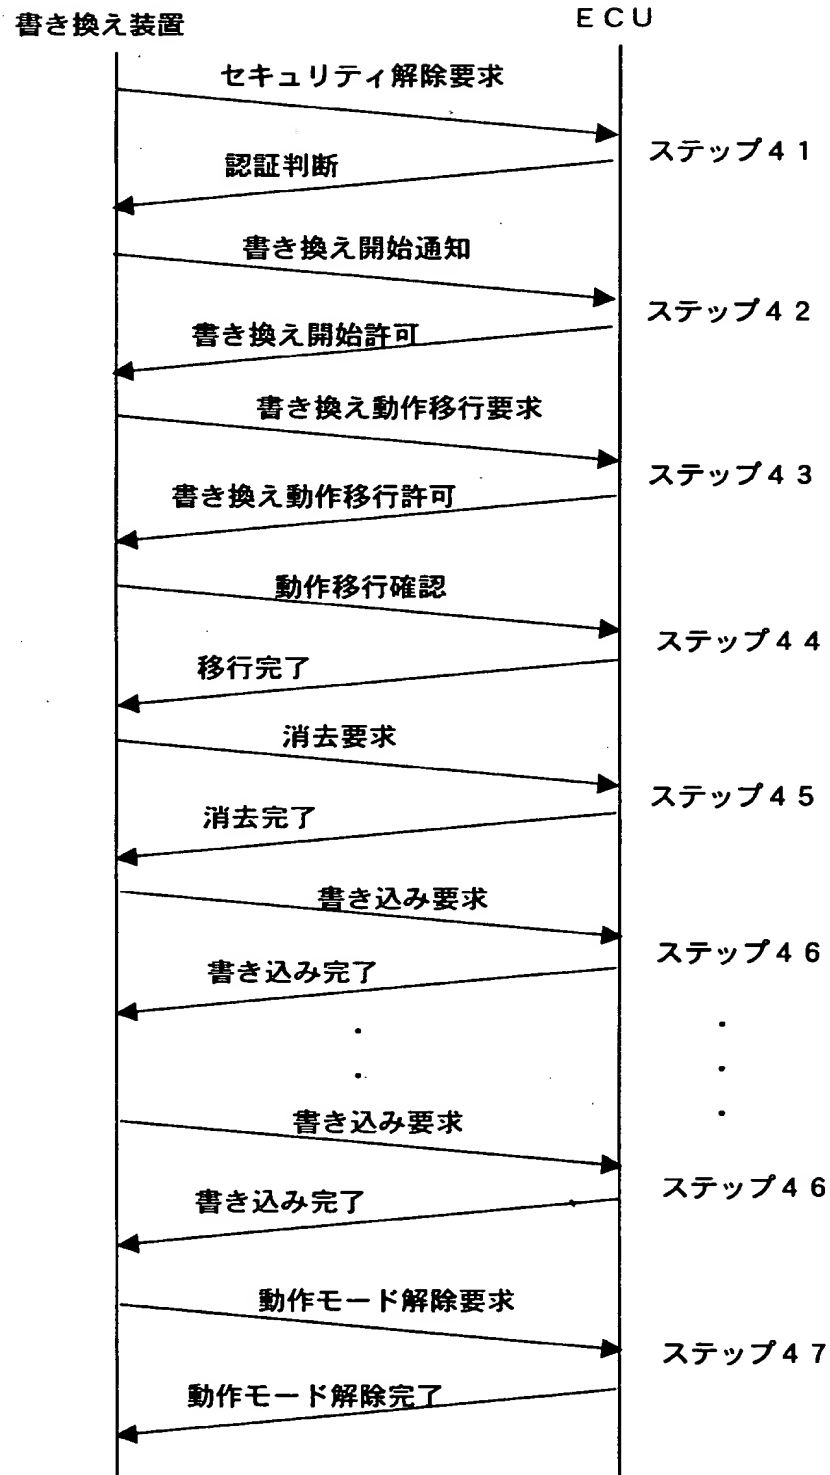 書き換え装置
ECU
セキュリティ解除要求
ステップ41
認証判断
書き換え開始通知
ステップ42
書き換え開始許可
書き換え動作移行要求
ステップ43
書き換え動作移行許可
動作移行確認
ステップ44
移行完了
消去要求
ステップ45
消去完了
書き込み要求
ステップ46
書き込み完了
書き込み要求
ステップ46
書き込み完了
動作モード解除要求
ステップ47
動作モード解除完了